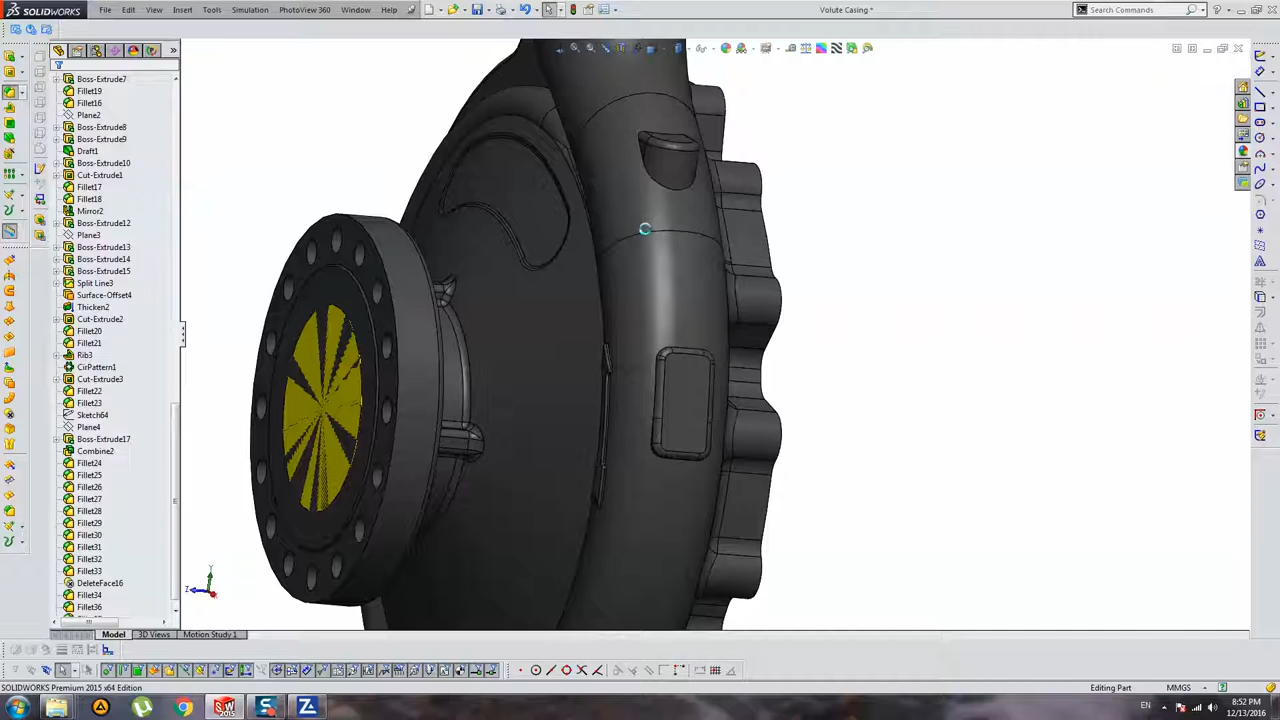 SOLIDWORKS
File Edit View Insert Tools Simulation PhotoView 360 Window Help
Volute Casing *
Search Commands
Boss-Extrude7
Fillet19
Fillet16
Plane2
Boss-Extrude8
Boss-Extrude9
Draft1
Boss-Extrude10
Cut-Extrude1
Fillet17
Fillet18
Mirror2
Boss-Extrude12
Plane3
Boss-Extrude13
Boss-Extrude14
Boss-Extrude15
Split Line3
Surface-Offset4
Thicken2
Cut-Extrude2
Fillet20
Fillet21
Rib3
CirPattern1
Cut-Extrude3
Fillet22
Fillet23
Sketch64
Plane4
Boss-Extrude17
Combine2
Fillet24
Fillet25
Fillet26
Fillet27
Fillet28
Fillet29
Fillet30
Fillet31
Fillet32
Fillet33
DeleteFace16
Fillet34
Fillet36
Y
Z
X
Model 3D Views Motion Study 1
SOLIDWORKS Premium 2015 x64 Edition
Editing Part
MMGS
EN
8:52 PM
12/13/2016